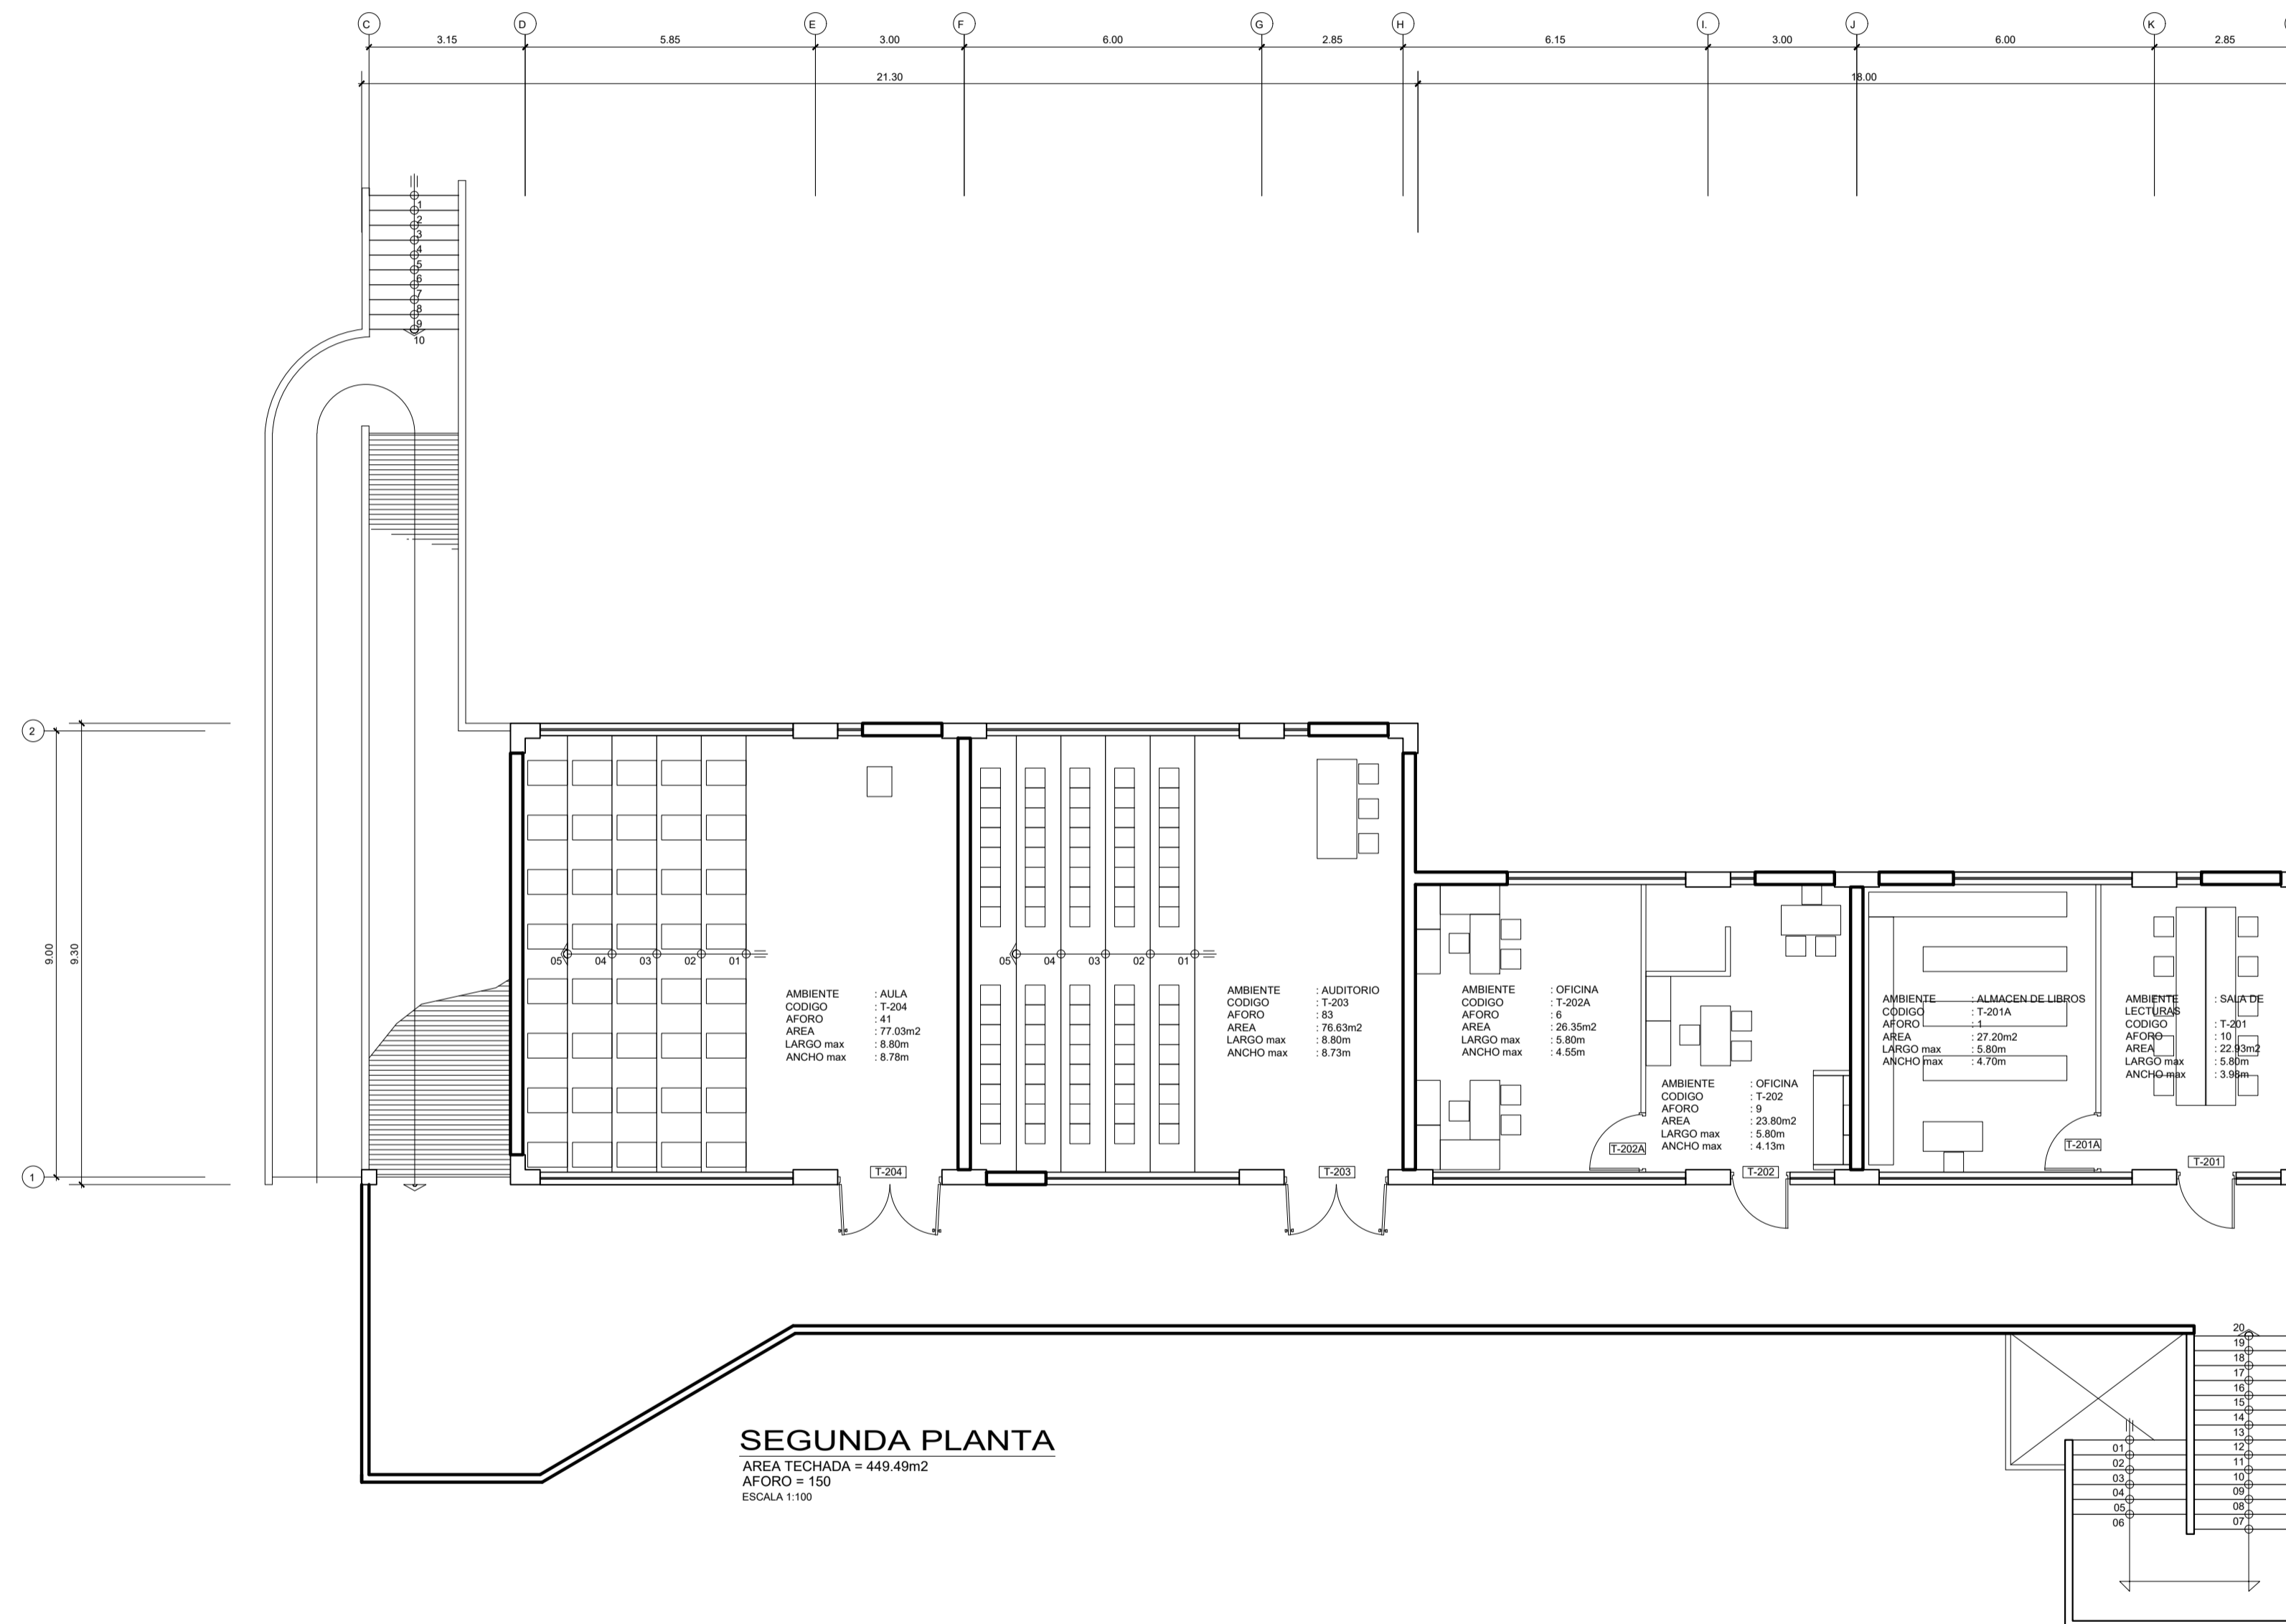 C D E F G H I. J K
3.15 5.85 3.00 6.00 2.85 6.15 3.00 6.00 2.85
21.30 18.00
1
2
3
4
5
6
7
8
9
10
2
9.00 9.30
05 04 03 02 01
05 04 03 02 01
AMBIENTE : AULA
CODIGO : T-204
AFORO : 41
AREA : 77.03m2
LARGO max : 8.80m
ANCHO max : 8.78m
AMBIENTE : AUDITORIO
CODIGO : T-203
AFORO : 83
AREA : 76.63m2
LARGO max : 8.80m
ANCHO max : 8.73m
AMBIENTE : OFICINA
CODIGO : T-202A
AFORO : 6
AREA : 26.35m2
LARGO max : 5.80m
ANCHO max : 4.55m
AMBIENTE : OFICINA
CODIGO : T-202
AFORO : 9
AREA : 23.80m2
LARGO max : 5.80m
ANCHO max : 4.13m
AMBIENTE : ALMACEN DE LIBROS
CODIGO : T-201A
AFORO : 1
AREA : 27.20m2
LARGO max : 5.80m
ANCHO max : 4.70m
AMBIENTE : SALA DE
LECTURAS
CODIGO : T-201
AFORO : 10
AREA : 22.93m2
LARGO max : 5.80m
ANCHO max : 3.98m
1
T-204
T-203
T-202A
T-202
T-201A
T-201
20
19
18
17
16
15
14
13
12
11
10
09
08
07
01
02
03
04
05
06
SEGUNDA PLANTA
AREA TECHADA = 449.49m2
AFORO = 150
ESCALA 1:100